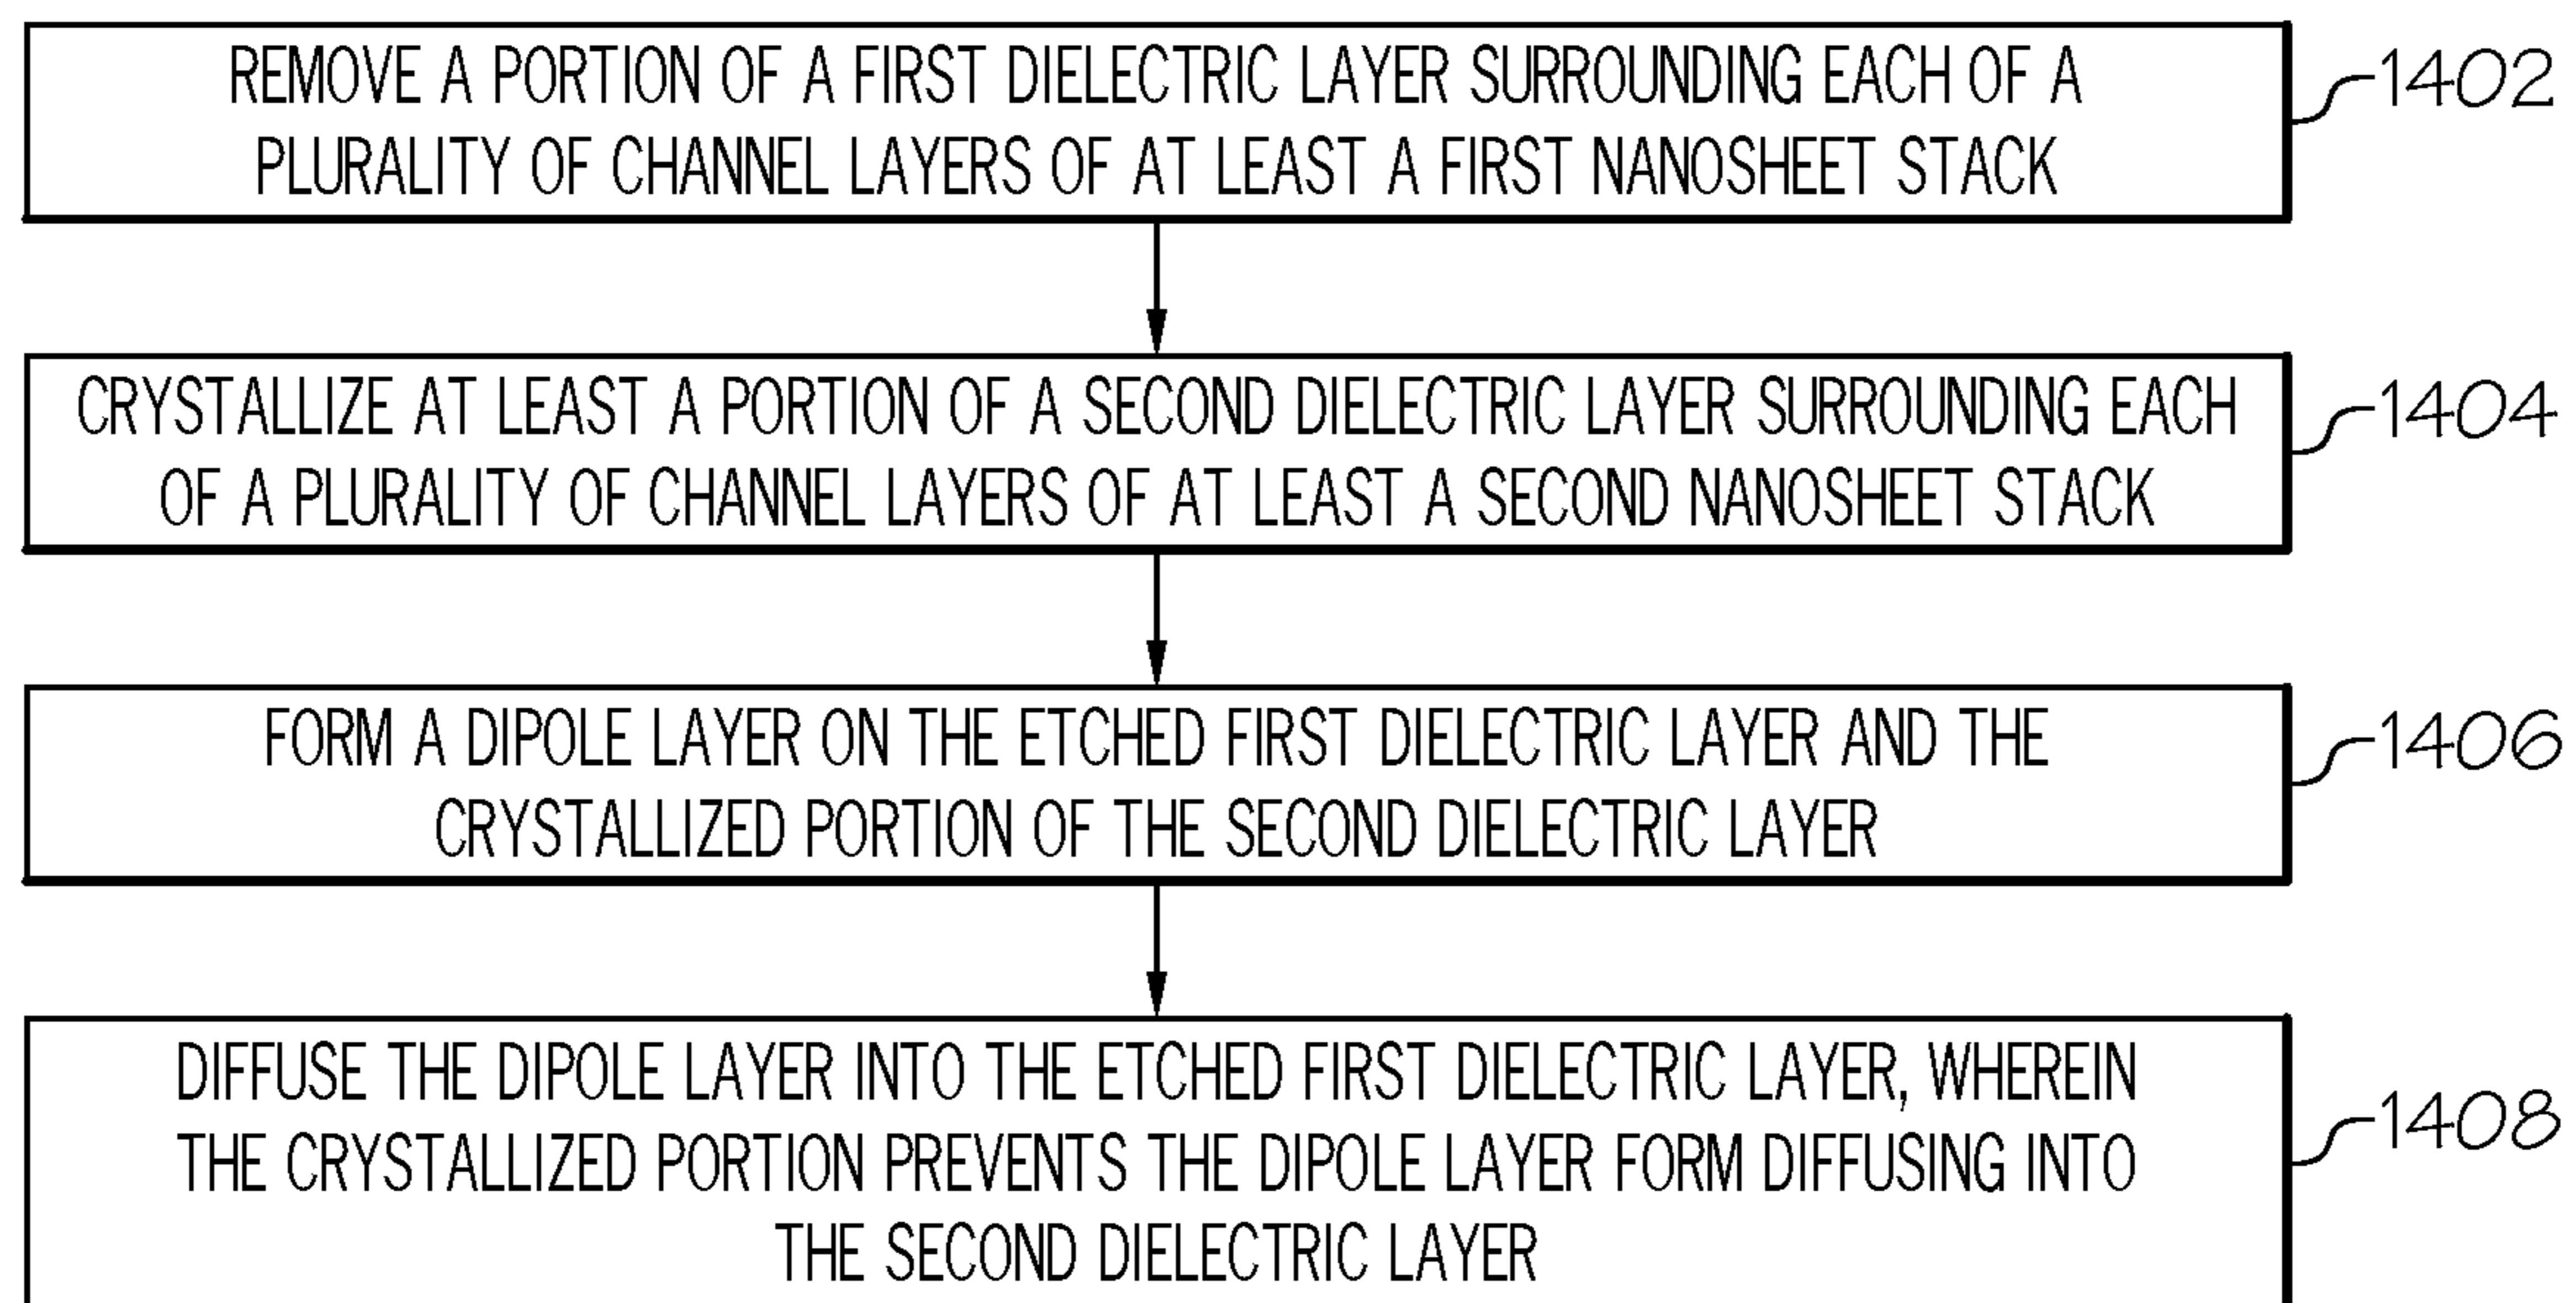 REMOVE A PORTION OF A FIRST DIELECTRIC LAYER SURROUNDING EACH OF A
PLURALITY OF CHANNEL LAYERS OF AT LEAST A FIRST NANOSHEET STACK
1402
CRYSTALLIZE AT LEAST A PORTION OF A SECOND DIELECTRIC LAYER SURROUNDING EACH
OF A PLURALITY OF CHANNEL LAYERS OF AT LEAST A SECOND NANOSHEET STACK
1404
FORM A DIPOLE LAYER ON THE ETCHED FIRST DIELECTRIC LAYER AND THE
CRYSTALLIZED PORTION OF THE SECOND DIELECTRIC LAYER
1406
DIFFUSE THE DIPOLE LAYER INTO THE ETCHED FIRST DIELECTRIC LAYER, WHEREIN
THE CRYSTALLIZED PORTION PREVENTS THE DIPOLE LAYER FORM DIFFUSING INTO
THE SECOND DIELECTRIC LAYER
1408